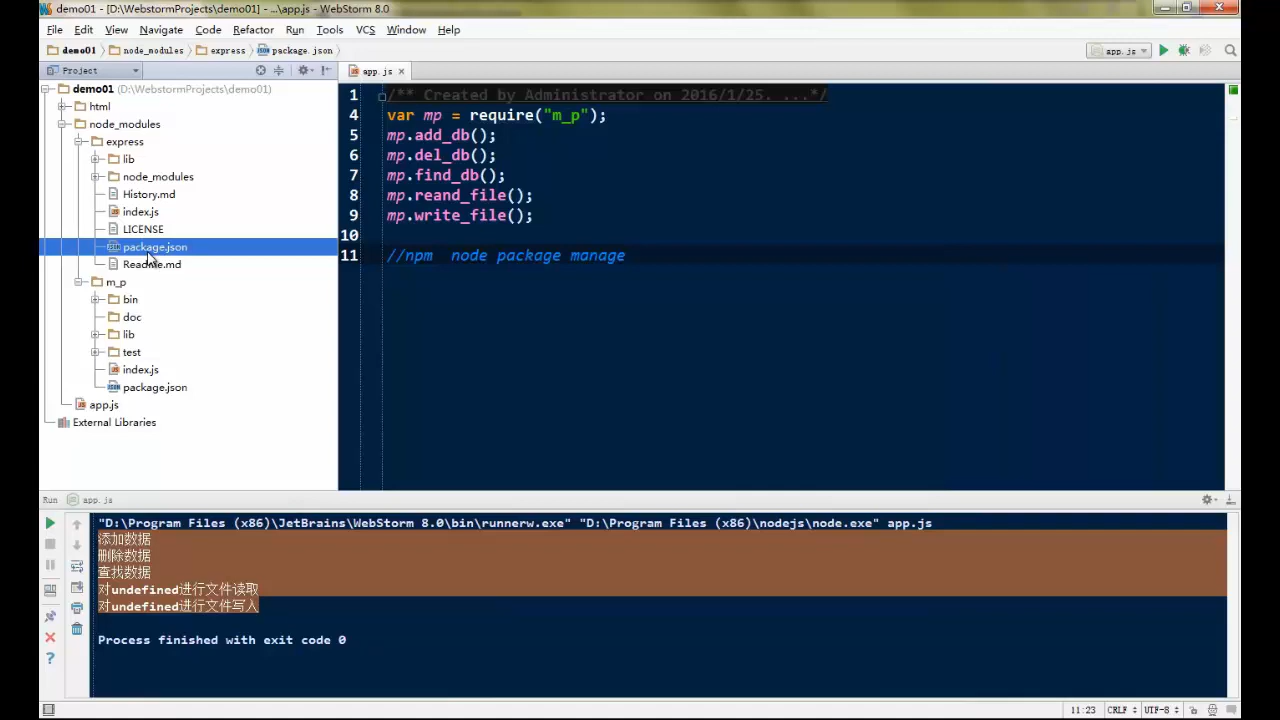 demo01 - [D:\WebstormProjects\demo01] - ...\app.js - WebStorm 8.0
File Edit View Navigate Code Refactor Run Tools VCS Window Help
demo01 node_modules express package.json app.js
Project
app.js
demo01 (D:\WebstormProjects\demo01)
html
node_modules
express
lib
node_modules
History.md
index.js
LICENSE
package.json
Readme.md
m_p
bin
doc
lib
test
index.js
package.json
app.js
External Libraries
1 /** Created by Administrator on 2016/1/25. ...*/
4 var mp = require("m_p");
5 mp.add_db();
6 mp.del_db();
7 mp.find_db();
8 mp.reand_file();
9 mp.write_file();
10
11 //npm  node package manage
Run app.js
"D:\Program Files (x86)\JetBrains\WebStorm 8.0\bin\runnerw.exe" "D:\Program Files (x86)\nodejs\node.exe" app.js
添加数据
删除数据
查找数据
对undefined进行文件读取
对undefined进行文件写入
Process finished with exit code 0
11:23 CRLF UTF-8